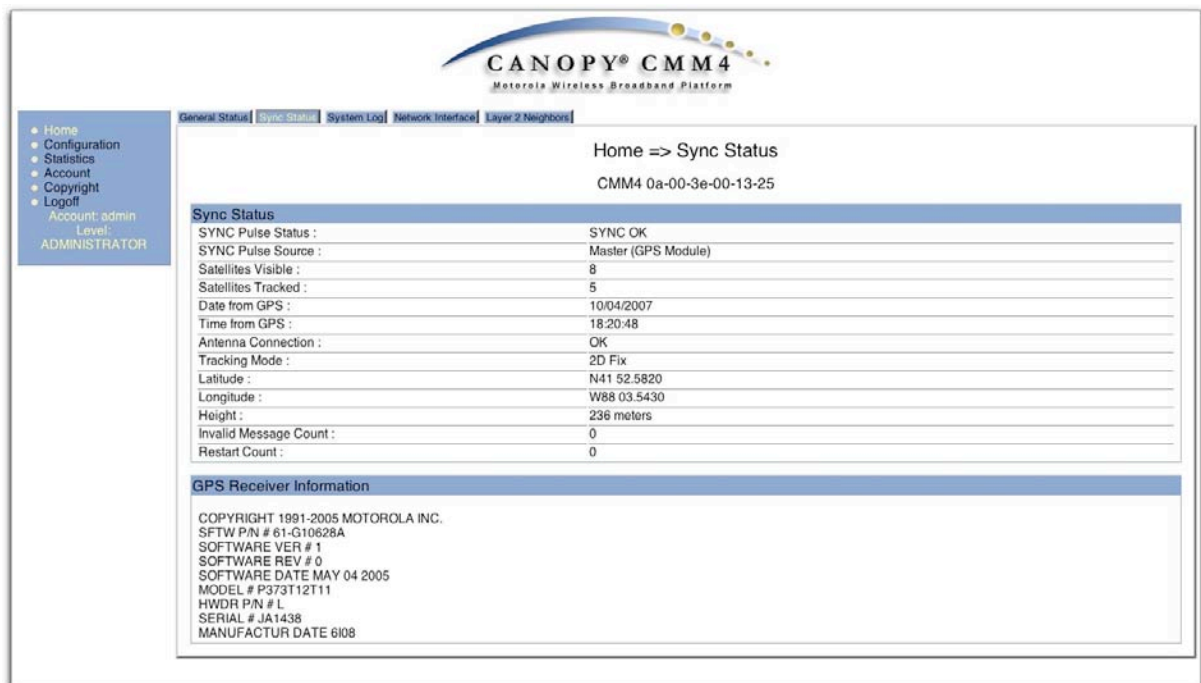 CANOPY® CMM4
Motorola Wireless Broadband Platform
Home
Configuration
Statistics
Account
Copyright
Logoff
Account: admin
Level:
ADMINISTRATOR
General Status Sync Status System Log Network Interface Layer 2 Neighbors
Home => Sync Status
CMM4 0a-00-3e-00-13-25
Sync Status
SYNC Pulse Status : SYNC OK
SYNC Pulse Source : Master (GPS Module)
Satellites Visible : 8
Satellites Tracked : 5
Date from GPS : 10/04/2007
Time from GPS : 18:20:48
Antenna Connection : OK
Tracking Mode : 2D Fix
Latitude : N41 52.5820
Longitude : W88 03.5430
Height : 236 meters
Invalid Message Count : 0
Restart Count : 0
GPS Receiver Information
COPYRIGHT 1991-2005 MOTOROLA INC.
SFTW P/N # 61-G10628A
SOFTWARE VER # 1
SOFTWARE REV # 0
SOFTWARE DATE MAY 04 2005
MODEL # P373T12T11
HWDR P/N # L
SERIAL # JA1438
MANUFACTUR DATE 6I08